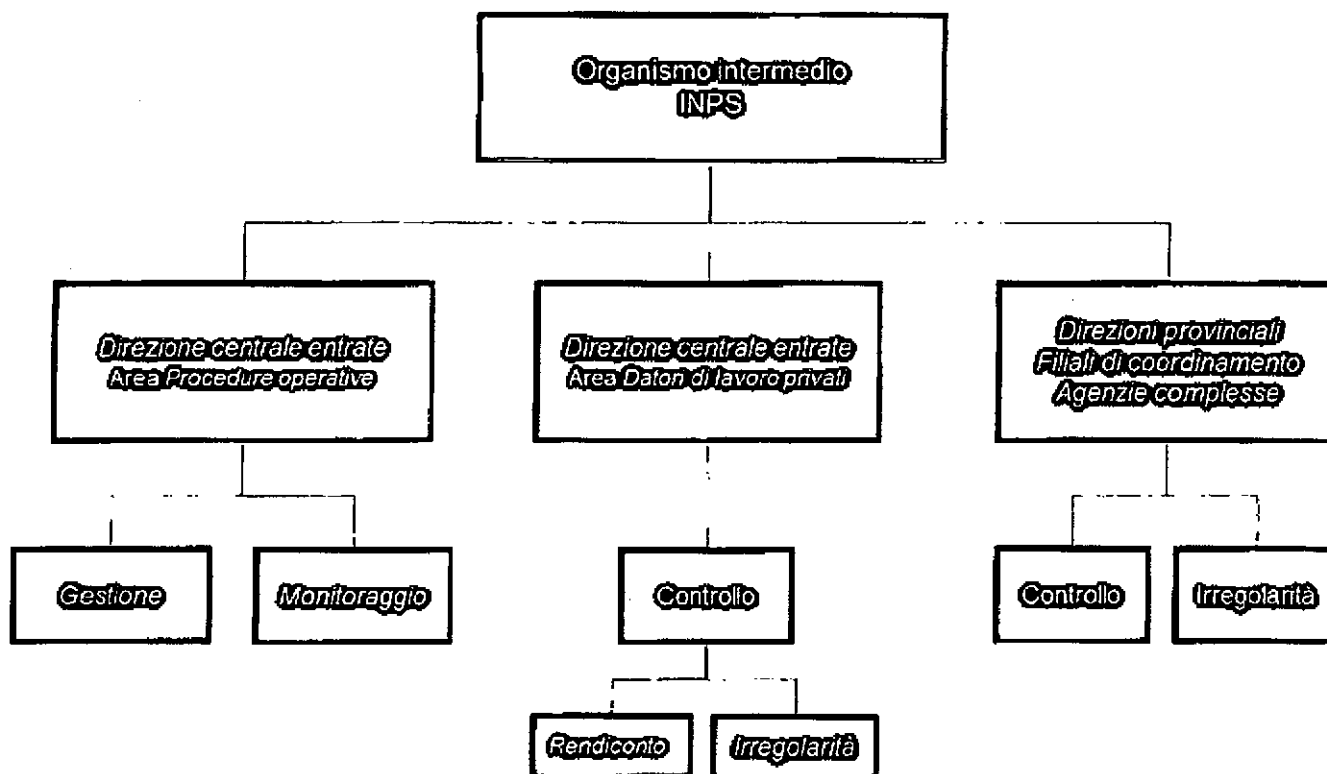 Organismo intermedio
INPS
Direzione centrale entrate
Area Procedure operative
Direzione centrale entrate
Area Datori di lavoro privati
Direzioni provinciali
Filiali di coordinamento
Agenzie complesse
Gestione
Monitoraggio
Controllo
Controllo
Irregolarità
Rendiconto
Irregolarità